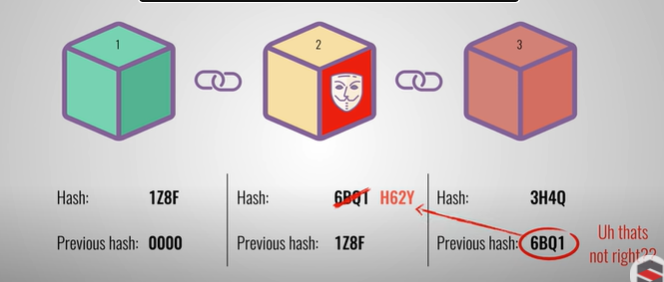 1
2
3
Hash: 1Z8F
Previous hash: 0000
Hash: 6BQ1 H62Y
Previous hash: 1Z8F
Hash: 3H4Q
Previous hash: 6BQ1
Uh thats
not right??